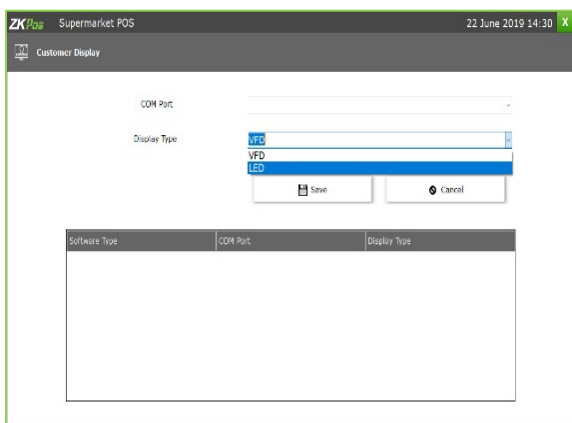 ZKPos Supermarket POS 22 June 2019 14:30 X
Customer Display
COM Port
Display Type VFD
VFD
LED
Save Cancel
Software Type COM Port Display Type